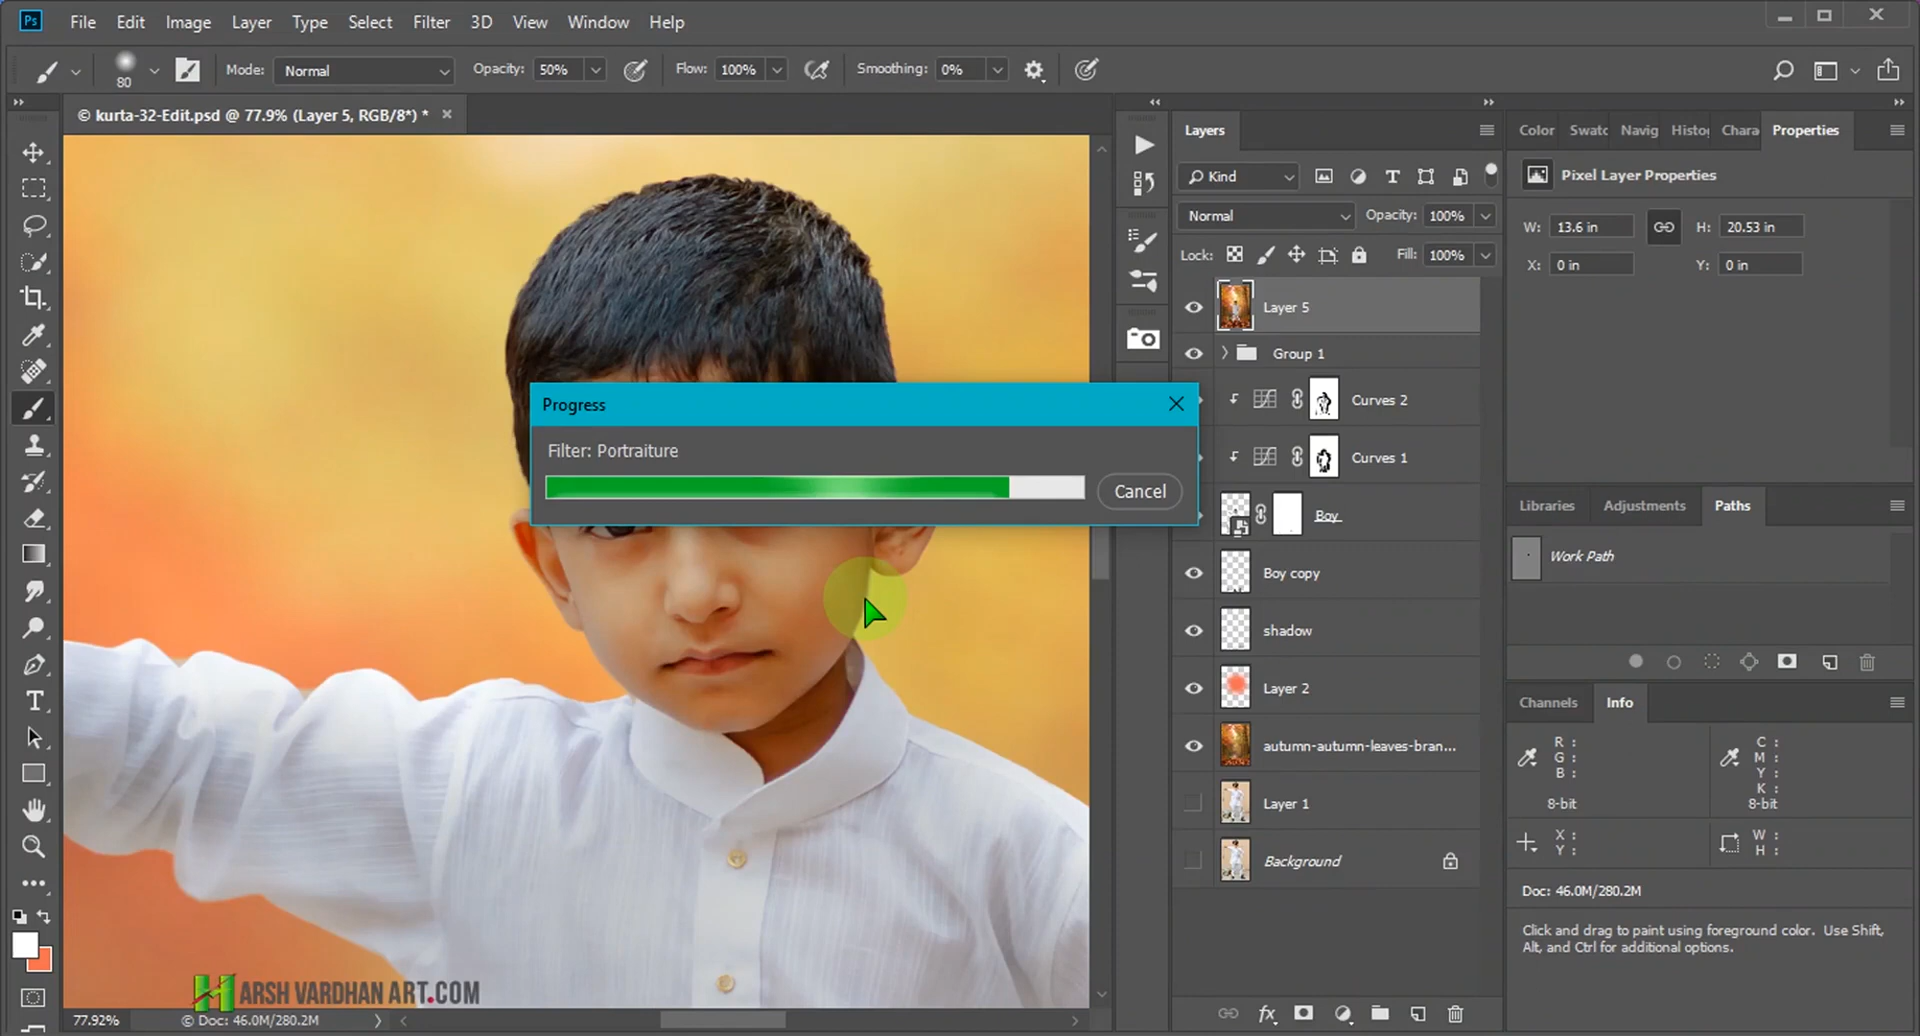 Ps File Edit Image Layer Type Select Filter 3D View Window Help
80 Mode: Normal Opacity: 50% Flow: 100% Smoothing: 0%
© kurta-32-Edit.psd @ 77.9% (Layer 5, RGB/8*) *
Progress
Filter: Portraiture
Cancel
HARSH VARDHAN ART.COM
77.92% © Doc: 46.0M/280.2M
Layers
Kind
Normal Opacity: 100%
Lock: Fill: 100%
Layer 5
Group 1
Curves 2
Curves 1
Boy
Boy copy
shadow
Layer 2
autumn-autumn-leaves-bran...
Layer 1
Background
fx
Color Swatc Navig Histo Chara Properties
Pixel Layer Properties
W: 13.6 in H: 20.53 in
X: 0 in Y: 0 in
Libraries Adjustments Paths
Work Path
Channels Info
R : C :
G : M :
B : Y :
K :
8-bit 8-bit
X : W :
Y : H :
Doc: 46.0M/280.2M
Click and drag to paint using foreground color. Use Shift,
Alt, and Ctrl for additional options.